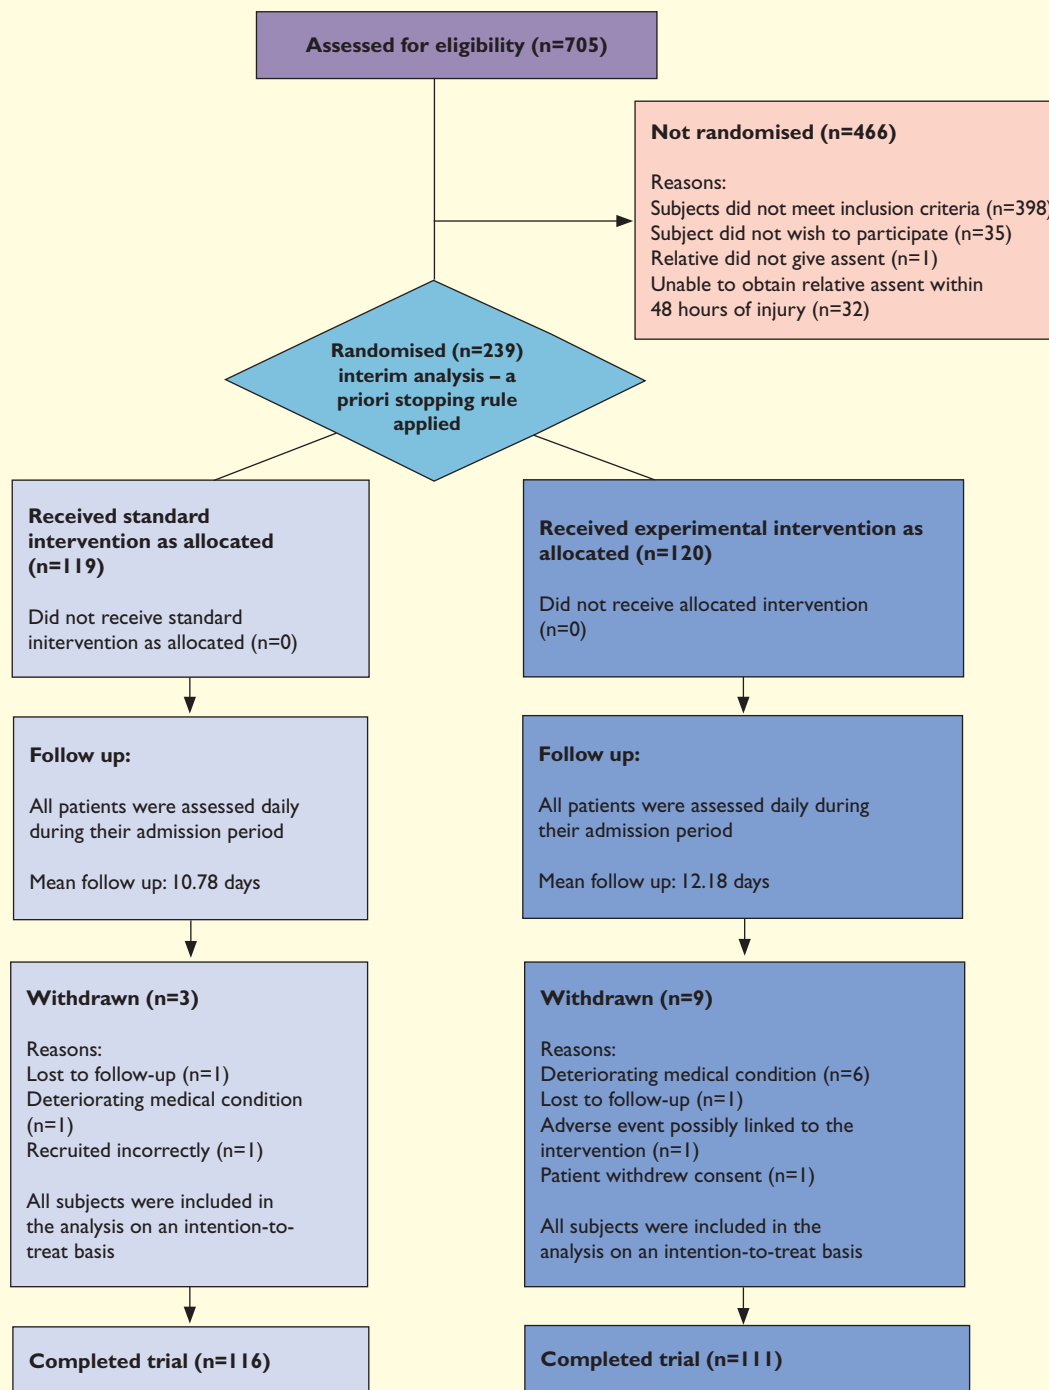 Assessed for eligibility (n=705)
Not randomised (n=466)
Reasons:
Subjects did not meet inclusion criteria (n=398)
Subject did not wish to participate (n=35)
Relative did not give assent (n=1)
Unable to obtain relative assent within
48 hours of injury (n=32)
Randomised (n=239)
interim analysis – a
priori stopping rule
applied
Received standard
intervention as allocated
(n=119)
Did not receive standard
initervention as allocated (n=0)
Received experimental intervention as
allocated (n=120)
Did not receive allocated intervention
(n=0)
Follow up:
All patients were assessed daily
during their admission period
Mean follow up: 10.78 days
Follow up:
All patients were assessed daily during
their admission period
Mean follow up: 12.18 days
Withdrawn (n=3)
Reasons:
Lost to follow-up (n=1)
Deteriorating medical condition
(n=1)
Recruited incorrectly (n=1)
All subjects were included in
the analysis on an intention-to-
treat basis
Withdrawn (n=9)
Reasons:
Deteriorating medical condition (n=6)
Lost to follow-up (n=1)
Adverse event possibly linked to the
intervention (n=1)
Patient withdrew consent (n=1)
All subjects were included in the
analysis on an intention-to-treat basis
Completed trial (n=116)
Completed trial (n=111)